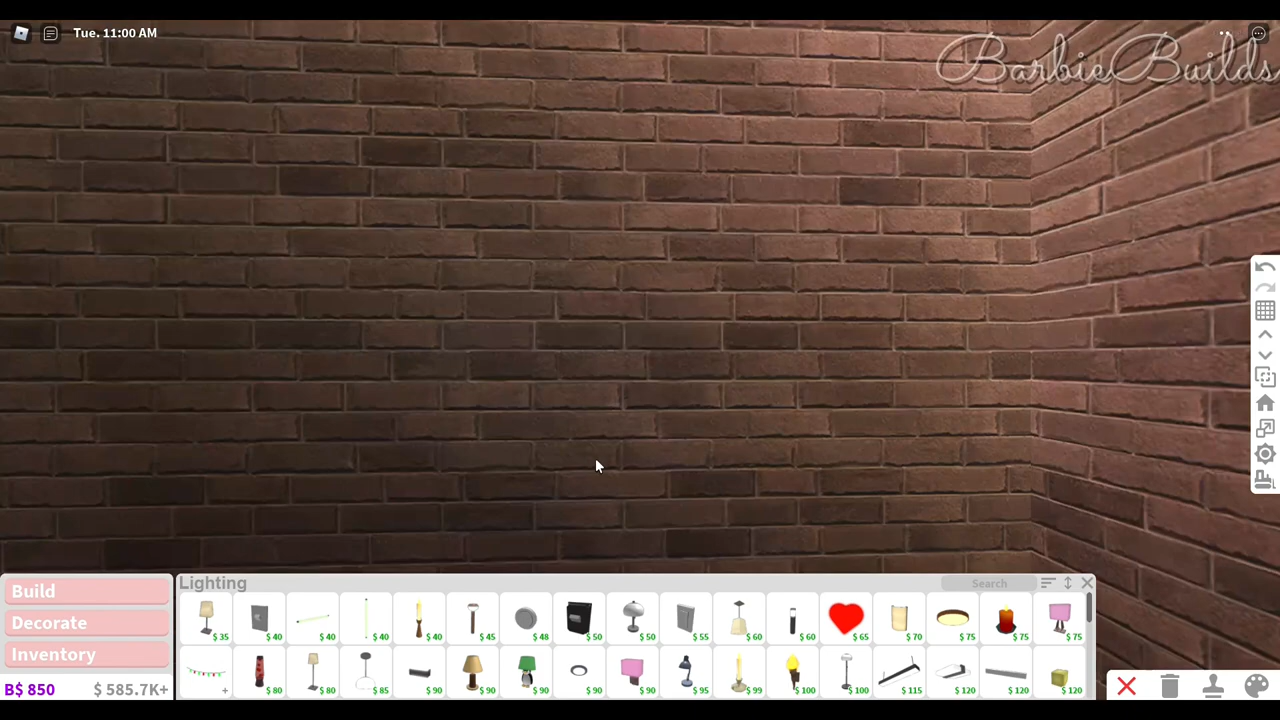 Tue. 11:00 AM
BarbieBuilds
Build
Decorate
Inventory
B$ 850 $ 585.7K+
Lighting
Search
$ 35 $ 40 $ 40 $ 40 $ 40 $ 45 $ 48 $ 50 $ 50 $ 55 $ 60 $ 60 $ 65 $ 70 $ 75 $ 75 $ 75
+ $ 80 $ 80 $ 85 $ 90 $ 90 $ 90 $ 90 $ 90 $ 95 $ 99 $ 100 $ 100 $ 115 $ 120 $ 120 $ 120